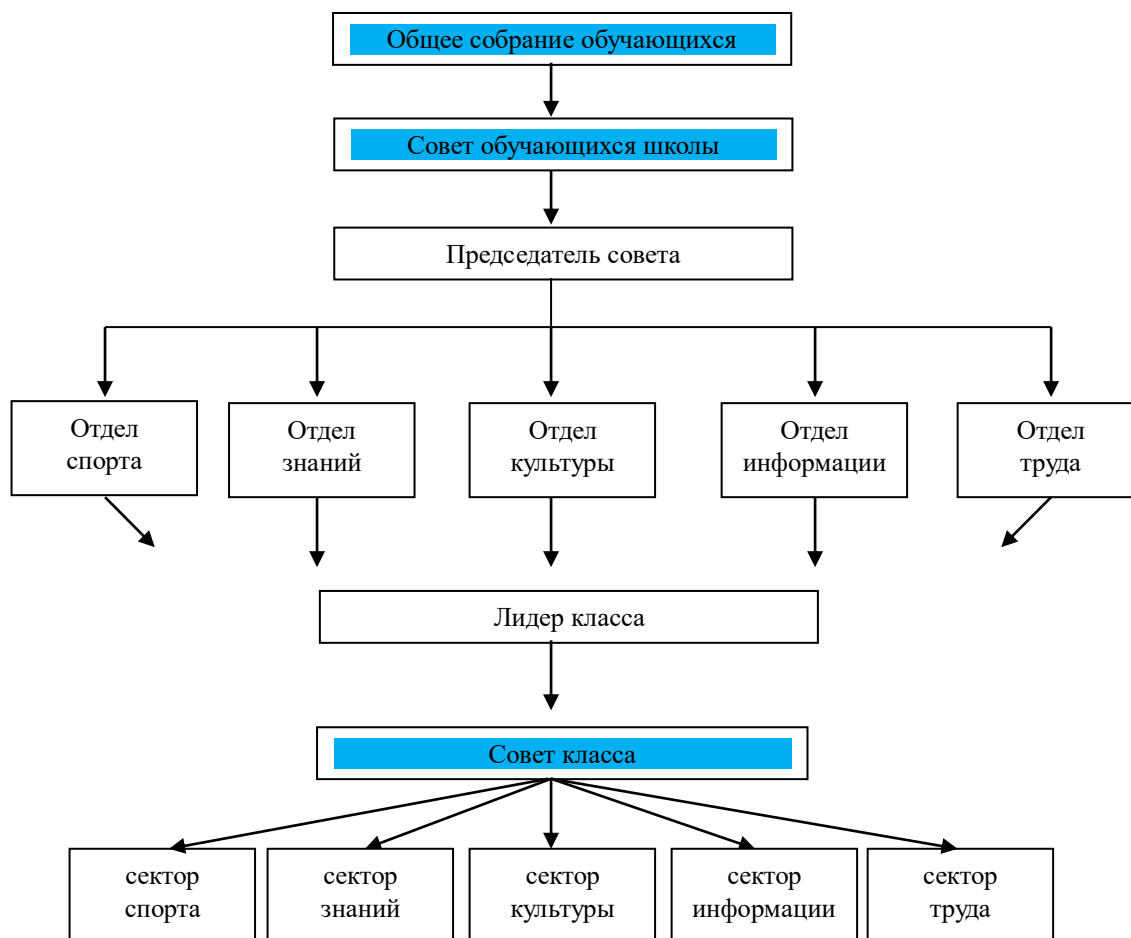 Общее собрание обучающихся
Совет обучающихся школы
Председатель совета
Отдел
спорта
Отдел
знаний
Отдел
культуры
Отдел
информации
Отдел
труда
Лидер класса
Совет класса
сектор
спорта
сектор
знаний
сектор
культуры
сектор
информации
сектор
труда